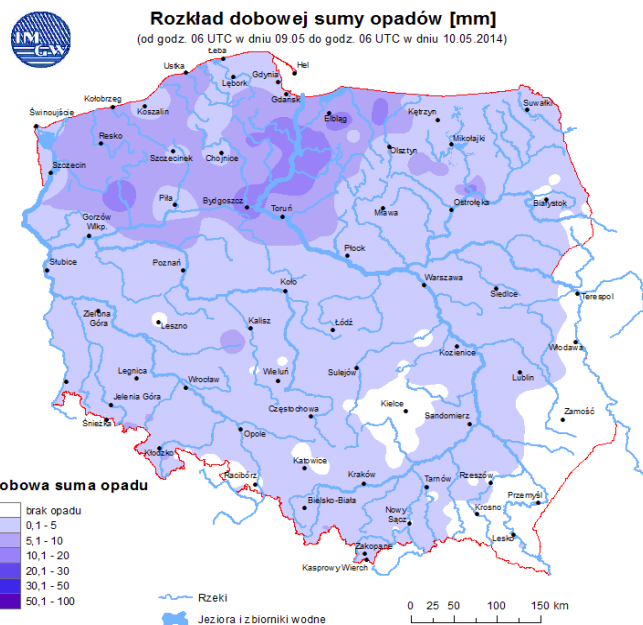 IMGW
Rozkład dobowej sumy opadów [mm]
(od godz. 06 UTC w dniu 09.05 do godz. 06 UTC w dniu 10.05.2014)
Łeba
Hel
Ustka
Gdynia
Lębork
Gdańsk
Kołobrzeg
Koszalin
Suwałki
Świnoujście
Elbląg
Kętrzyn
Resko
Mikołajki
Olsztyn
Szczecinek
Chojnice
Szczecin
Piła
Bydgoszcz
Toruń
Mława
Ostrołęka
Białystok
Gorzów
Wlkp.
Płock
Słubice
Poznań
Warszawa
Koło
Siedlce
Terespol
Zielona
Góra
Leszno
Kalisz
Łódź
Kozienice
Włodawa
Legnica
Wrocław
Wieluń
Sulejów
Lublin
Jelenia Góra
Częstochowa
Kielce
Sandomierz
Zamość
Śnieżka
Opole
Kłodzko
Katowice
Racibórz
Kraków
Tarnów
Rzeszów
Bielsko-Biała
Nowy
Sącz
Krosno
Przemyśl
Lesko
Zakopane
Kasprowy Wierch
obowa suma opadu
brak opadu
0,1 - 5
5,1 - 10
10,1 - 20
20,1 - 30
30,1 - 50
50,1 - 100
Rzeki
Jeziora i zbiorniki wodne
0 25 50 100 150 km